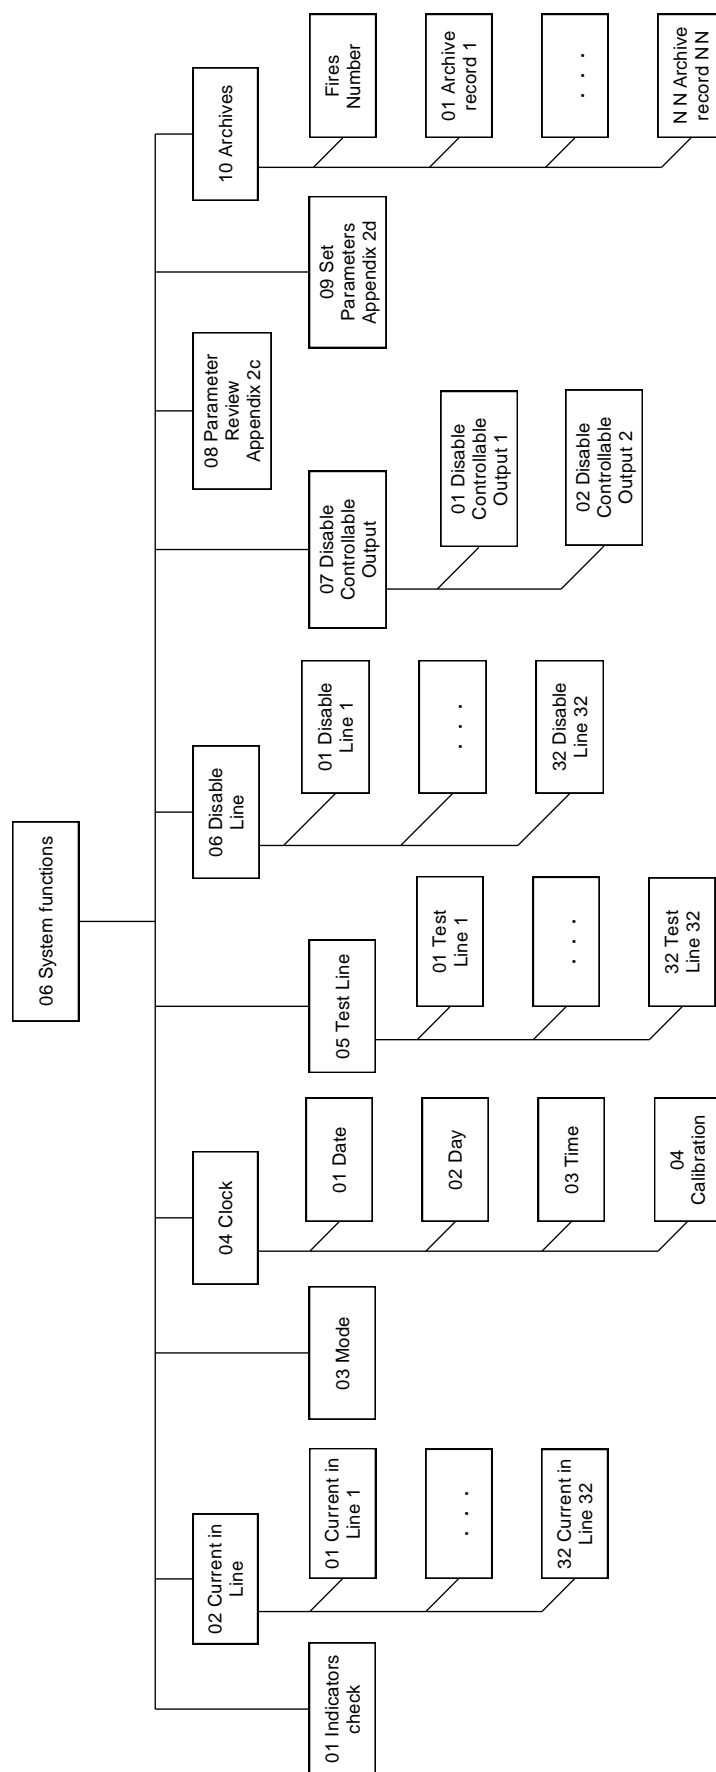 06 System functions
01 Indicators
check
02 Current in
Line
01 Current in
Line 1
. . .
32 Current in
Line 32
03 Mode
04 Clock
01 Date
02 Day
03 Time
04
Calibration
05 Test Line
01 Test
Line 1
. . .
32 Test
Line 32
06 Disable
Line
01 Disable
Line 1
. . .
32 Disable
Line 32
07 Disable
Controllable
Output
01 Disable
Controllable
Output 1
02 Disable
Controllable
Output 2
08 Parameter
Review
Appendix 2c
09 Set
Parameters
Appendix 2d
10 Archives
Fires
Number
01 Archive
record 1
. . .
N N Archive
record N N